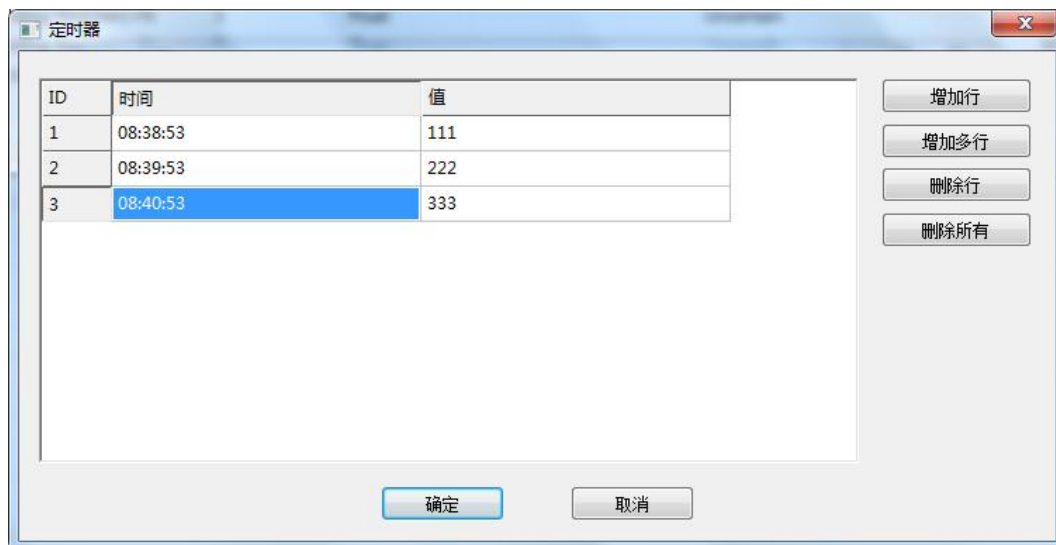 定时器
ID 时间 值
1 08:38:53 111
2 08:39:53 222
3 08:40:53 333
增加行
增加多行
删除行
删除所有
确定 取消